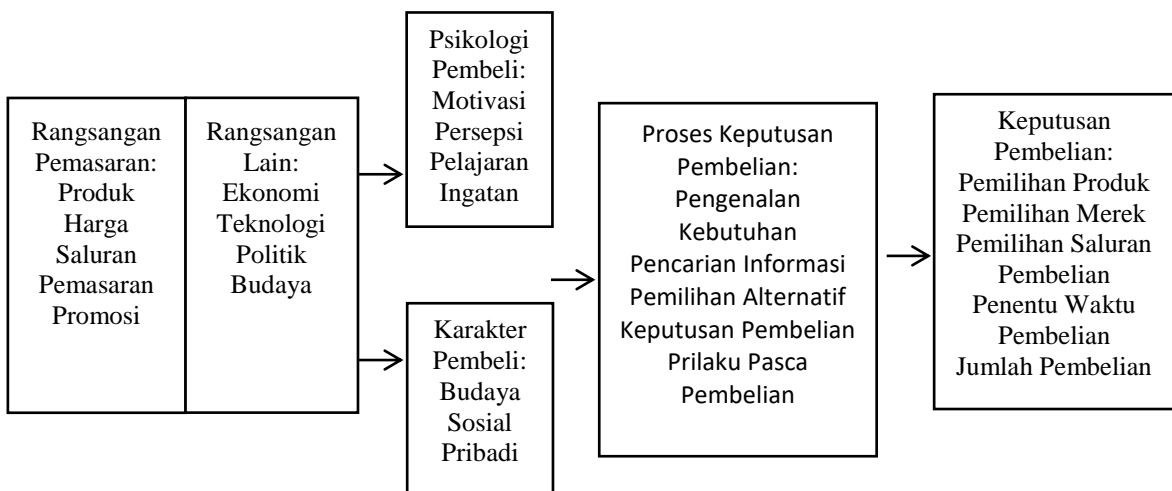 Rangsangan
Pemasaran:
Produk
Harga
Saluran
Pemasaran
Promosi
Rangsangan
Lain:
Ekonomi
Teknologi
Politik
Budaya
Psikologi
Pembeli:
Motivasi
Persepsi
Pelajaran
Ingatan
Karakter
Pembeli:
Budaya
Sosial
Pribadi
Proses Keputusan
Pembelian:
Pengenalan
Kebutuhan
Pencarian Informasi
Pemilihan Alternatif
Keputusan Pembelian
Prilaku Pasca
Pembelian
Keputusan
Pembelian:
Pemilihan Produk
Pemilihan Merek
Pemilihan Saluran
Pembelian
Penentu Waktu
Pembelian
Jumlah Pembelian